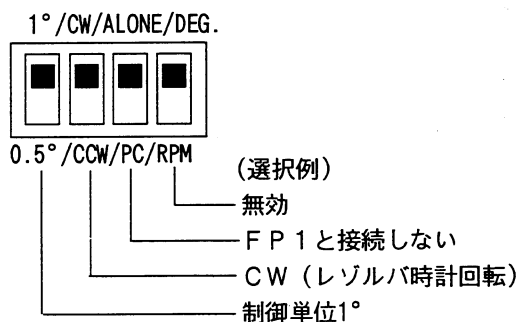 1°/CW/ALONE/DEG.
0.5°/CCW/PC/RPM
(選択例)
無効
ＦＰ１と接続しない
ＣＷ（レゾルバ時計回転)
制御単位1°